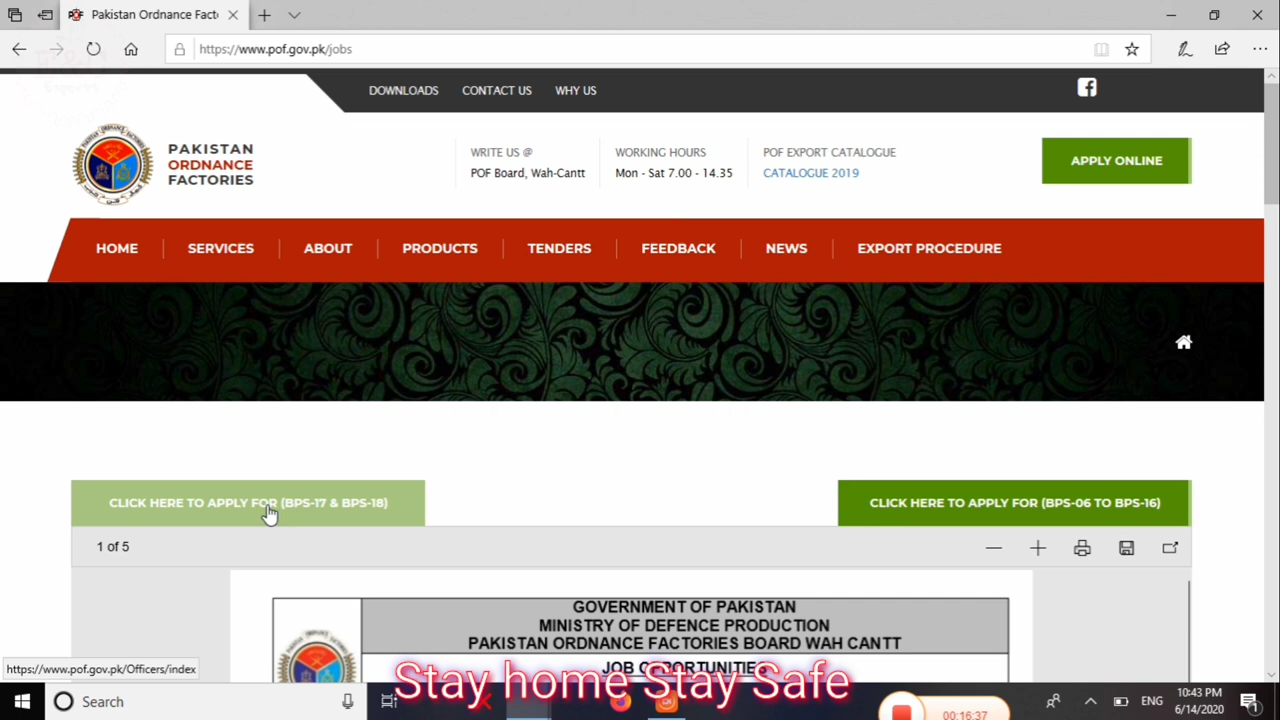 Pakistan Ordnance Fact
https://www.pof.gov.pk/jobs
DOWNLOADS CONTACT US WHY US
PAKISTAN
ORDNANCE
FACTORIES
WRITE US @
POF Board, Wah-Cantt
WORKING HOURS
Mon - Sat 7.00 - 14.35
POF EXPORT CATALOGUE
CATALOGUE 2019
APPLY ONLINE
HOME SERVICES ABOUT PRODUCTS TENDERS FEEDBACK NEWS EXPORT PROCEDURE
CLICK HERE TO APPLY FOR (BPS-17 & BPS-18)
CLICK HERE TO APPLY FOR (BPS-06 TO BPS-16)
1 of 5
GOVERNMENT OF PAKISTAN
MINISTRY OF DEFENCE PRODUCTION
PAKISTAN ORDNANCE FACTORIES BOARD WAH CANTT
JOB OPPORTUNITIES
https://www.pof.gov.pk/Officers/index
Stay home Stay Safe
Search
00:16:37
ENG
10:43 PM
6/14/2020